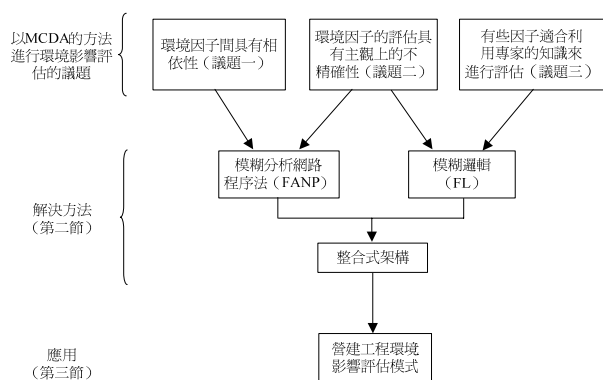 以MCDA的方法
進行環境影響評
估的議題
環境因子間具有相
依性（議題一）
環境因子的評估具
有主觀上的不
精確性（議題二）
有些因子適合利
用專家的知識來
進行評估（議題三）
模糊分析網路
程序法（FANP）
模糊邏輯
（FL）
解決方法
（第二節）
整合式架構
應用
（第三節）
營建工程環境
影響評估模式